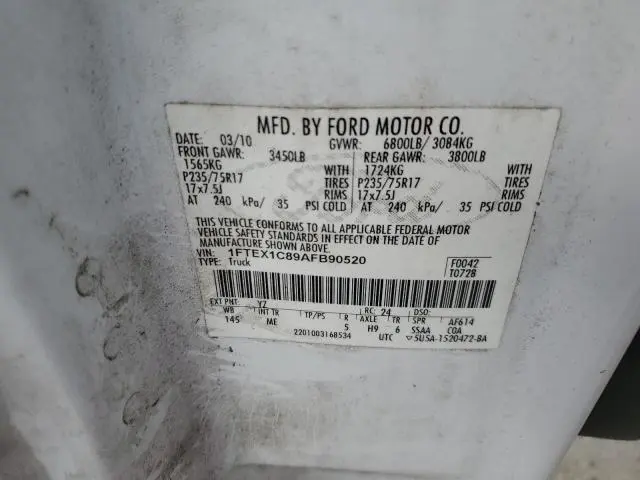 MFD. BY FORD MOTOR CO.
DATE: 03/10 GVWR: 6800LB/ 3084KG
FRONT GAWR: 3450LB REAR GAWR: 3800LB
1565KG WITH 1724KG WITH
P235/75R17 TIRES P235/75R17 TIRES
17x7.5J RIMS 17x7.5J RIMS
AT 240 kPa/ 35 PSI COLD AT 240 kPa/ 35 PSI COLD
THIS VEHICLE CONFORMS TO ALL APPLICABLE FEDERAL MOTOR
VEHICLE SAFETY STANDARDS IN EFFECT ON THE DATE OF
MANUFACTURE SHOWN ABOVE.
VIN: 1FTEX1C89AFB90520 F0042
TYPE: Truck T0728
EXT PNT: YZ RC: 24 DSO:
WB INT TR TP/PS R AXLE TR SPR AF614
145 ME 5 H9 6 SSAA COA
2201003168534 UTC ▽5U5A-1520472-BA